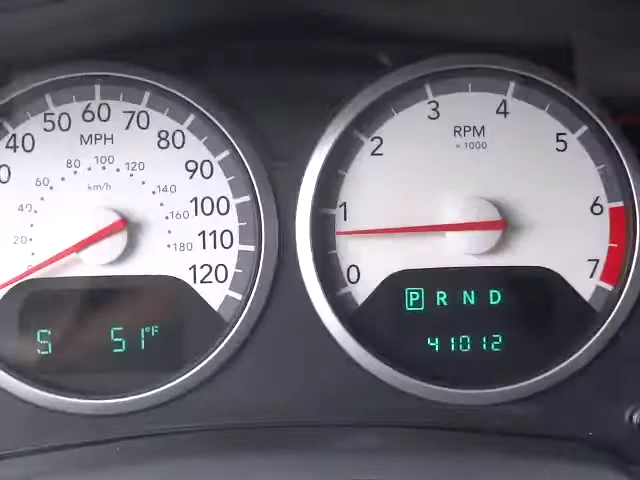 40 50 60 70 80 90 100 110 120
MPH
20 40 60 80 100 120 140 160 180
km/h
S 51°F
0 1 2 3 4 5 6 7
RPM
× 1000
P R N D
41012